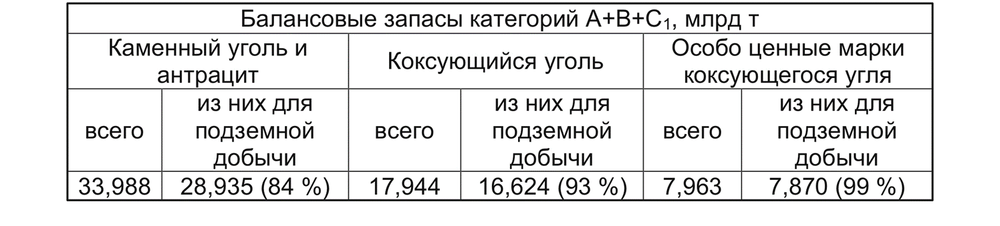 Балансовые запасы категорий А+В+С₁, млрд т
Каменный уголь и
антрацит
Коксующийся уголь
Особо ценные марки
коксующегося угля
всего
из них для
подземной
добычи
всего
из них для
подземной
добычи
всего
из них для
подземной
добычи
33,988
28,935 (84 %)
17,944
16,624 (93 %)
7,963
7,870 (99 %)